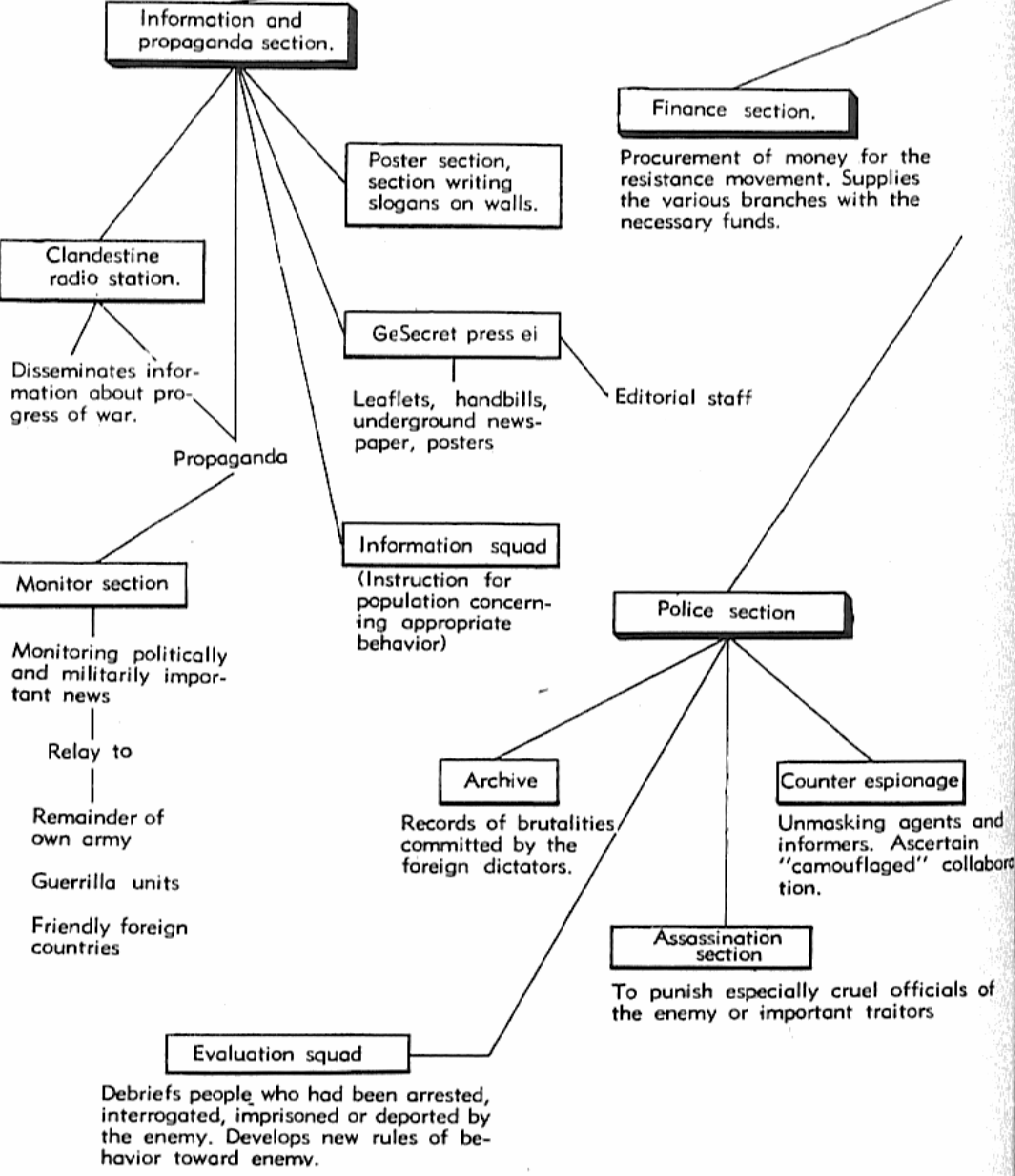 Information and
propaganda section.
Finance section.
Procurement of money for the
resistance movement. Supplies
the various branches with the
necessary funds.
Poster section,
section writing
slogans on walls.
Clandestine
radio station.
Disseminates infor-
mation about pro-
gress of war.
GeSecret press ei
Leaflets, handbills,
underground news-
paper, posters
Editorial staff
Propaganda
Information squad
(Instruction for
population concern-
ing appropriate
behavior)
Monitor section
Monitoring politically
and militarily impor-
tant news
Relay to
Remainder of
own army
Guerrilla units
Friendly foreign
countries
Police section
Archive
Records of brutalities
committed by the
foreign dictators.
Counter espionage
Unmasking agents and
informers. Ascertain
"camouflaged" collabora
tion.
Assassination
section
To punish especially cruel officials of
the enemy or important traitors
Evaluation squad
Debriefs people who had been arrested,
interrogated, imprisoned or deported by
the enemy. Develops new rules of be-
havior toward enemy.